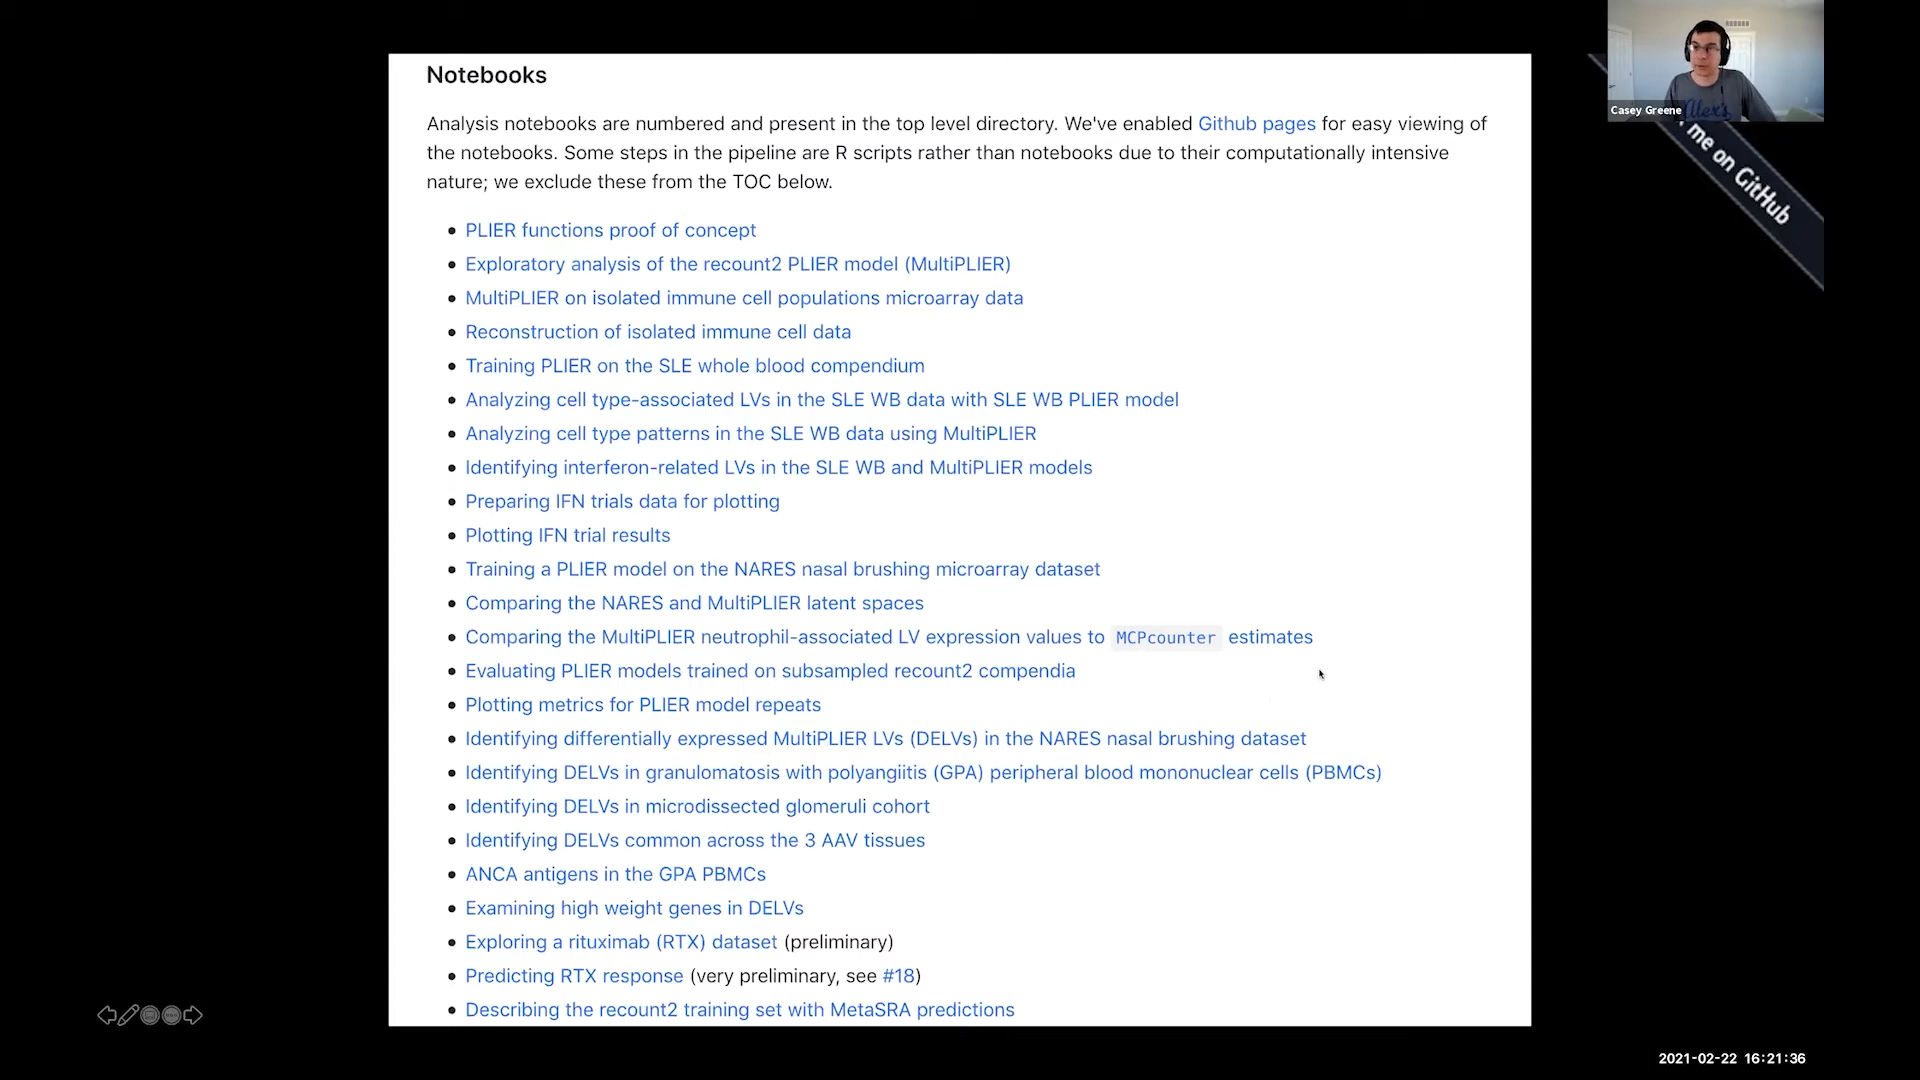 Notebooks
Analysis notebooks are numbered and present in the top level directory. We've enabled Github pages for easy viewing of
the notebooks. Some steps in the pipeline are R scripts rather than notebooks due to their computationally intensive
nature; we exclude these from the TOC below.
• PLIER functions proof of concept
• Exploratory analysis of the recount2 PLIER model (MultiPLIER)
• MultiPLIER on isolated immune cell populations microarray data
• Reconstruction of isolated immune cell data
• Training PLIER on the SLE whole blood compendium
• Analyzing cell type-associated LVs in the SLE WB data with SLE WB PLIER model
• Analyzing cell type patterns in the SLE WB data using MultiPLIER
• Identifying interferon-related LVs in the SLE WB and MultiPLIER models
• Preparing IFN trials data for plotting
• Plotting IFN trial results
• Training a PLIER model on the NARES nasal brushing microarray dataset
• Comparing the NARES and MultiPLIER latent spaces
• Comparing the MultiPLIER neutrophil-associated LV expression values to MCPcounter estimates
• Evaluating PLIER models trained on subsampled recount2 compendia
• Plotting metrics for PLIER model repeats
• Identifying differentially expressed MultiPLIER LVs (DELVs) in the NARES nasal brushing dataset
• Identifying DELVs in granulomatosis with polyangiitis (GPA) peripheral blood mononuclear cells (PBMCs)
• Identifying DELVs in microdissected glomeruli cohort
• Identifying DELVs common across the 3 AAV tissues
• ANCA antigens in the GPA PBMCs
• Examining high weight genes in DELVs
• Exploring a rituximab (RTX) dataset (preliminary)
• Predicting RTX response (very preliminary, see #18)
• Describing the recount2 training set with MetaSRA predictions
Casey Greene
Alex's
me on GitHub
2021-02-22 16:21:36